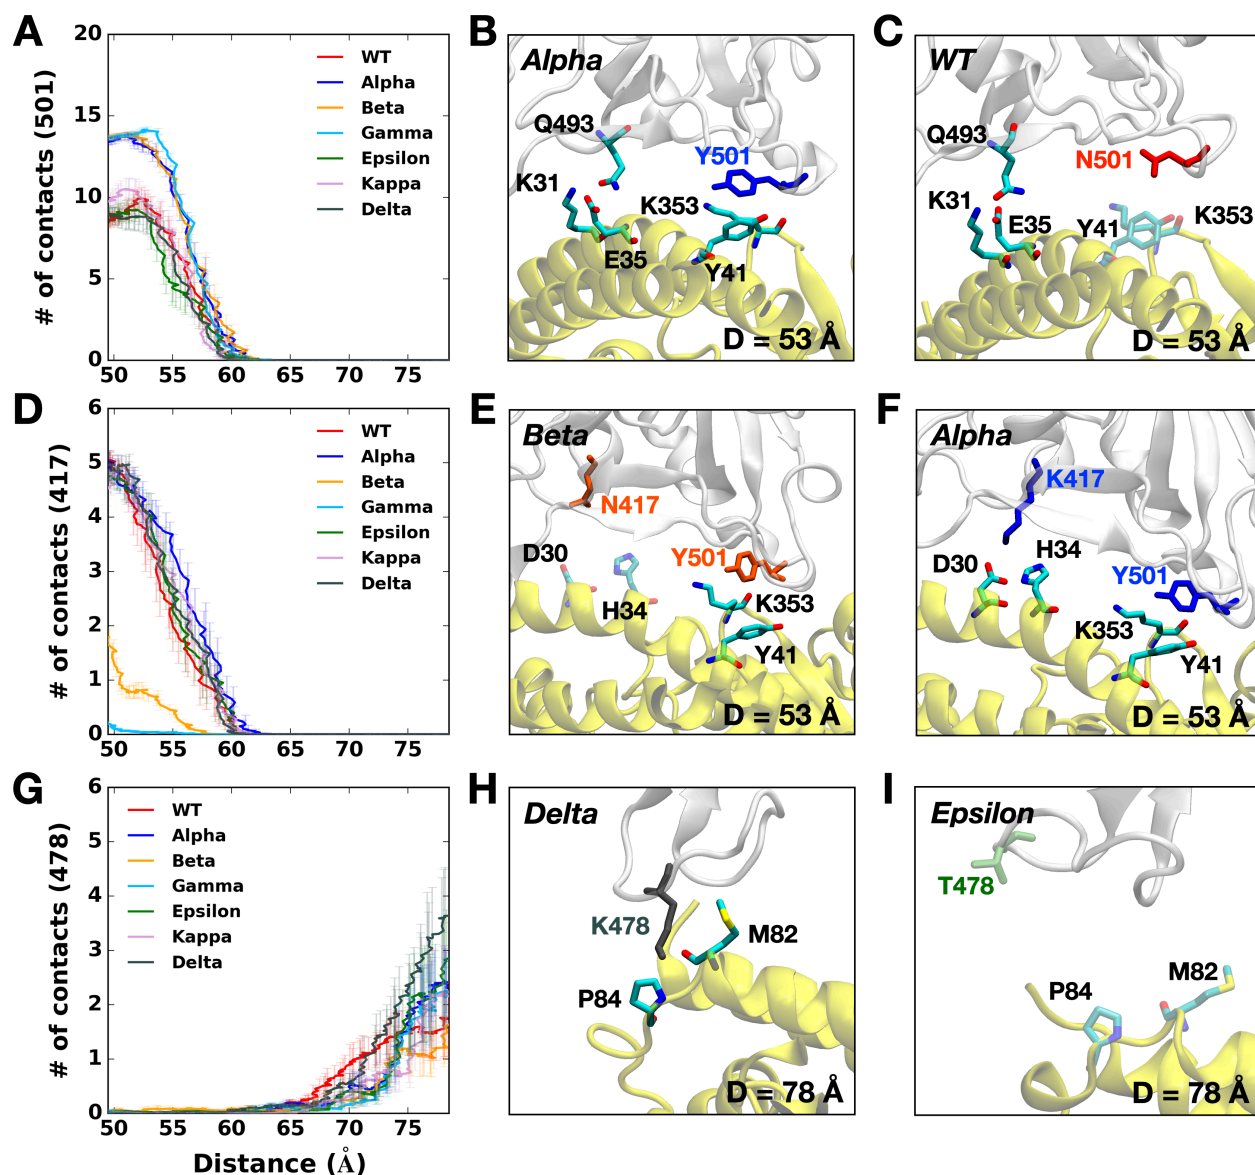 A
# of contacts (501)
20
15
10
5
0
50 55 60 65 70 75
WT
Alpha
Beta
Gamma
Epsilon
Kappa
Delta
B
Alpha
Q493
Y501
K31
K353
E35
Y41
D = 53 Å
C
WT
Q493
N501
K31
E35
Y41
K353
D = 53 Å
D
# of contacts (417)
6
5
4
3
2
1
0
50 55 60 65 70 75
WT
Alpha
Beta
Gamma
Epsilon
Kappa
Delta
E
Beta
N417
D30
Y501
H34
K353
Y41
D = 53 Å
F
Alpha
K417
H34
D30
Y501
K353
Y41
D = 53 Å
G
# of contacts (478)
6
5
4
3
2
1
0
50 55 60 65 70 75
Distance (Å)
WT
Alpha
Beta
Gamma
Epsilon
Kappa
Delta
H
Delta
K478
M82
P84
D = 78 Å
I
Epsilon
T478
M82
P84
D = 78 Å